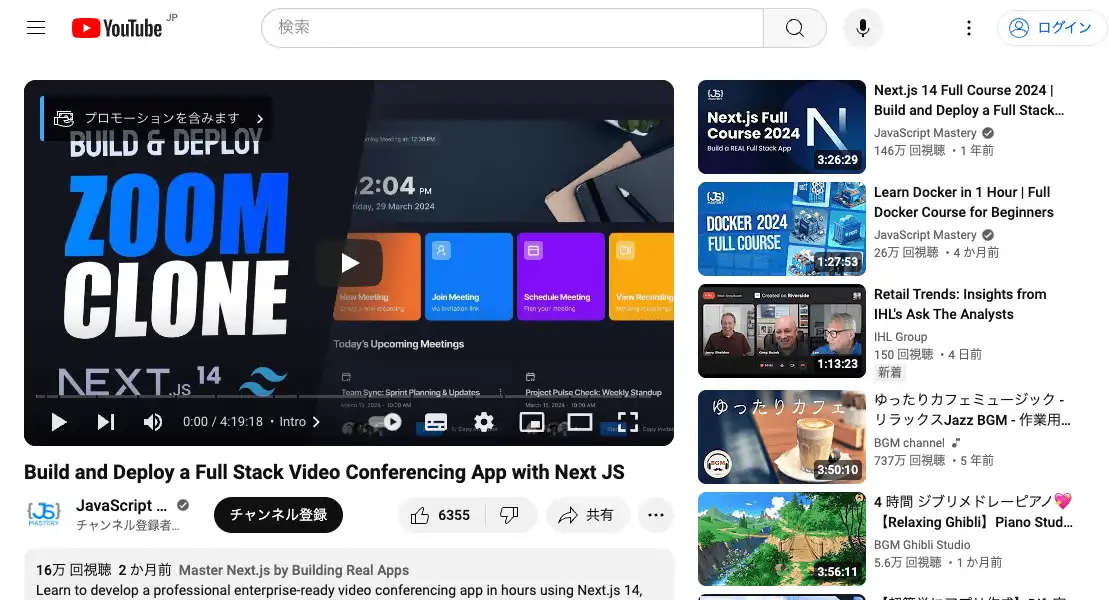 YouTube JP
検索
ログイン
プロモーションを含みます
BUILD & DEPLOY
ZOOM
CLONE
NEXT.JS 14
12:04 PM
Friday, 29 March 2024
New Meeting
Join Meeting
via invitation link
Schedule Meeting
Plan your meeting
View Recording
Today's Upcoming Meetings
Team Sync: Sprint Planning & Updates
Project Pulse Check: Weekly Standup
0:00 / 4:19:18 ・ Intro
Build and Deploy a Full Stack Video Conferencing App with Next JS
JS
MASTERY
JavaScript ...
チャンネル登録者…
チャンネル登録
6355
共有
16万 回視聴 2 か月前 Master Next.js by Building Real Apps
Learn to develop a professional enterprise-ready video conferencing app in hours using Next.js 14,
Next.js Full
Course 2024
Build a REAL Full Stack App
N
3:26:29
Next.js 14 Full Course 2024 |
Build and Deploy a Full Stack…
JavaScript Mastery
146万 回視聴 ・1 年前
DOCKER 2024
FULL COURSE
1:27:53
Learn Docker in 1 Hour | Full
Docker Course for Beginners
JavaScript Mastery
26万 回視聴 ・4 か月前
Created on Riverside
1:13:23
Retail Trends: Insights from
IHL's Ask The Analysts
IHL Group
150 回視聴 ・4 日前
新着
ゆったりカフェ
BGM
3:50:10
ゆったりカフェミュージック -
リラックスJazz BGM - 作業用…
BGM channel
737万 回視聴 ・5 年前
3:56:11
4 時間 ジブリメドレーピアノ💖
【Relaxing Ghibli】Piano Stud…
BGM Ghibli Studio
5.6万 回視聴 ・1 か月前